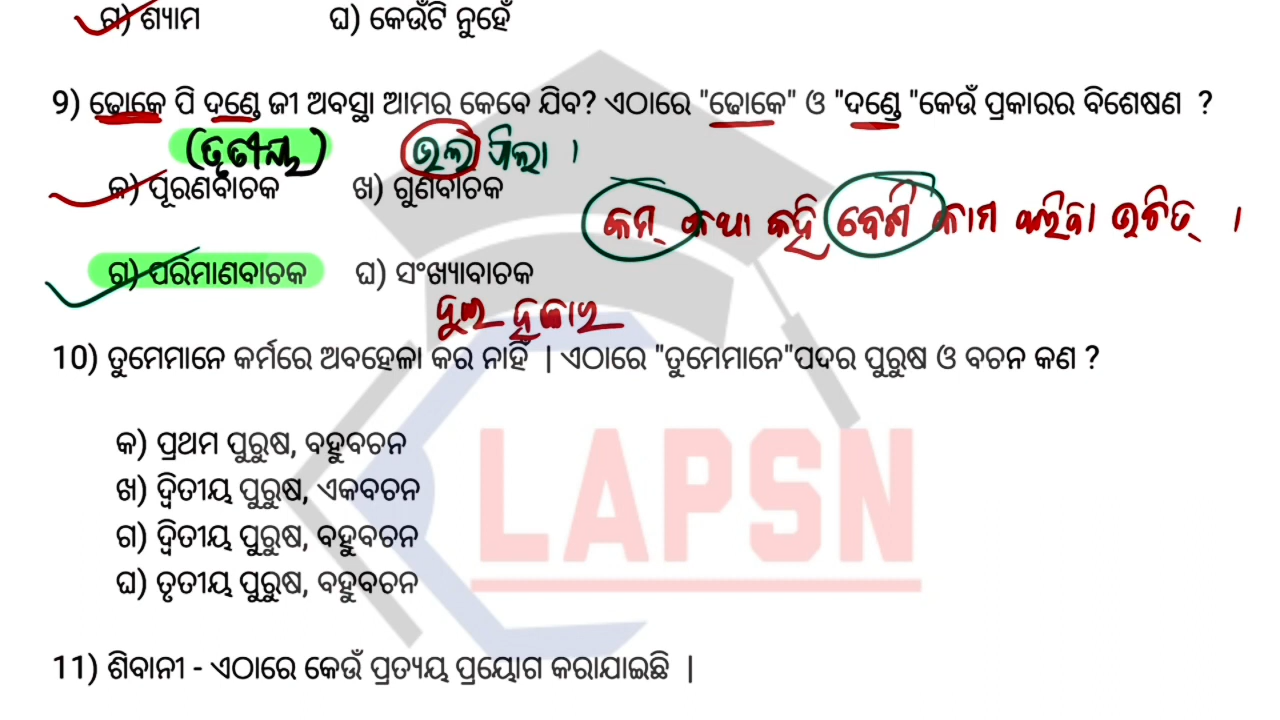 ଗ) ଶ୍ୟାମ ଘ) କେଉଁଟି ନୁହେଁ
9) ଢୋକେ ପି ଦଣ୍ଡେ ଜୀ ଅବସ୍ଥା ଆମର କେବେ ଯିବ? ଏଠାରେ "ଢୋକେ" ଓ "ଦଣ୍ଡେ "କେଉଁ ପ୍ରକାରର ବିଶେଷଣ ?
(ତୃତୀୟ) ଭଲ ପିଲା ।
କ) ପୂରଣବାଚକ ଖ) ଗୁଣବାଚକ
କମ୍ କଥା କହି ବେଶି କାମ କରିବା ଉଚିତ୍ ।
ଗ) ପରିମାଣବାଚକ ଘ) ସଂଖ୍ୟାବାଚକ
ଦୁଇ ହଜାର
10) ତୁମେମାନେ କର୍ମରେ ଅବହେଳା କର ନାହିଁ | ଏଠାରେ "ତୁମେମାନେ"ପଦର ପୁରୁଷ ଓ ବଚନ କଣ ?
କ) ପ୍ରଥମ ପୁରୁଷ, ବହୁବଚନ
ଖ) ଦ୍ଵିତୀୟ ପୁରୁଷ, ଏକବଚନ
ଗ) ଦ୍ଵିତୀୟ ପୁରୁଷ, ବହୁବଚନ
ଘ) ତୃତୀୟ ପୁରୁଷ, ବହୁବଚନ
LAPSN
11) ଶିବାନୀ - ଏଠାରେ କେଉଁ ପ୍ରତ୍ୟୟ ପ୍ରୟୋଗ କରାଯାଇଛି |